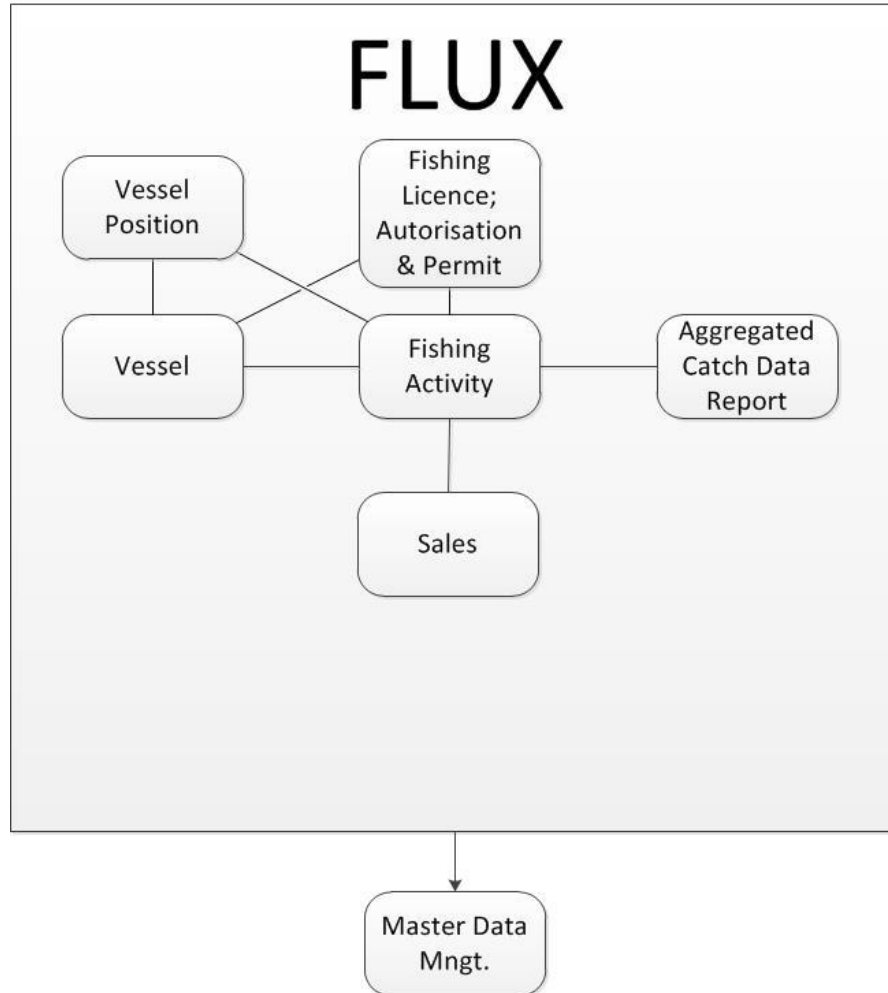 FLUX
Vessel
Position
Fishing
Licence;
Autorisation
& Permit
Vessel
Fishing
Activity
Aggregated
Catch Data
Report
Sales
Master Data
Mngt.